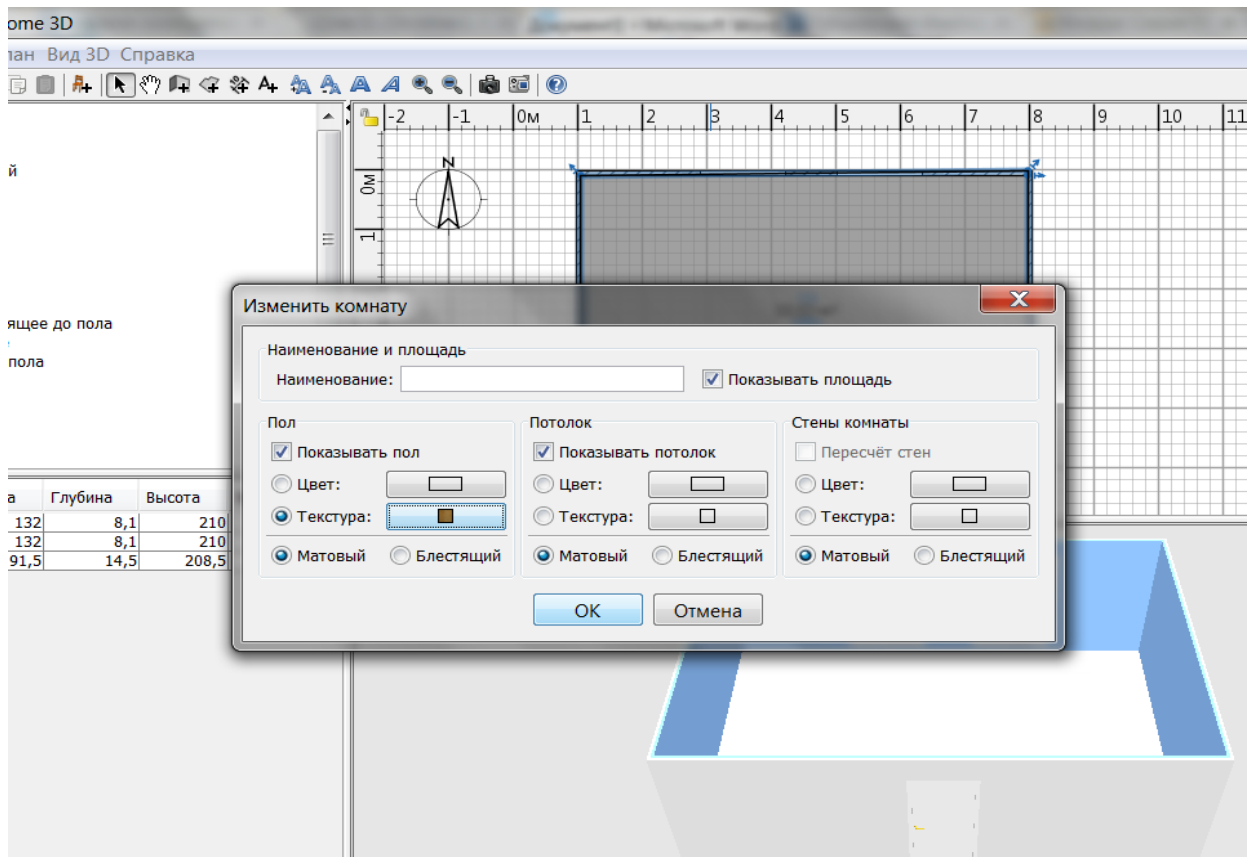 ome 3D
лан Вид 3D Справка
-2 -1 0м 1 2 3 4 5 6 7 8 9 10 11
N
0м
1
й
ящее до пола
пола
Изменить комнату
X
Наименование и площадь
Наименование: Показывать площадь
Пол Потолок Стены комнаты
Показывать пол Показывать потолок Пересчёт стен
Цвет: Цвет: Цвет:
Текстура: Текстура: Текстура:
Матовый Блестящий Матовый Блестящий Матовый Блестящий
OK Отмена
а Глубина Высота
132 8,1 210
132 8,1 210
91,5 14,5 208,5